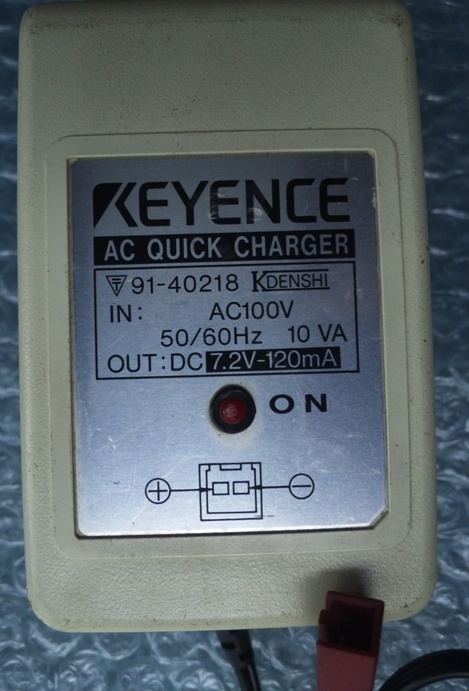 KEYENCE
AC QUICK CHARGER
91-40218 KDENSHI
IN: AC100V
50/60Hz 10 VA
OUT:DC 7.2V-120mA
ON
+ −